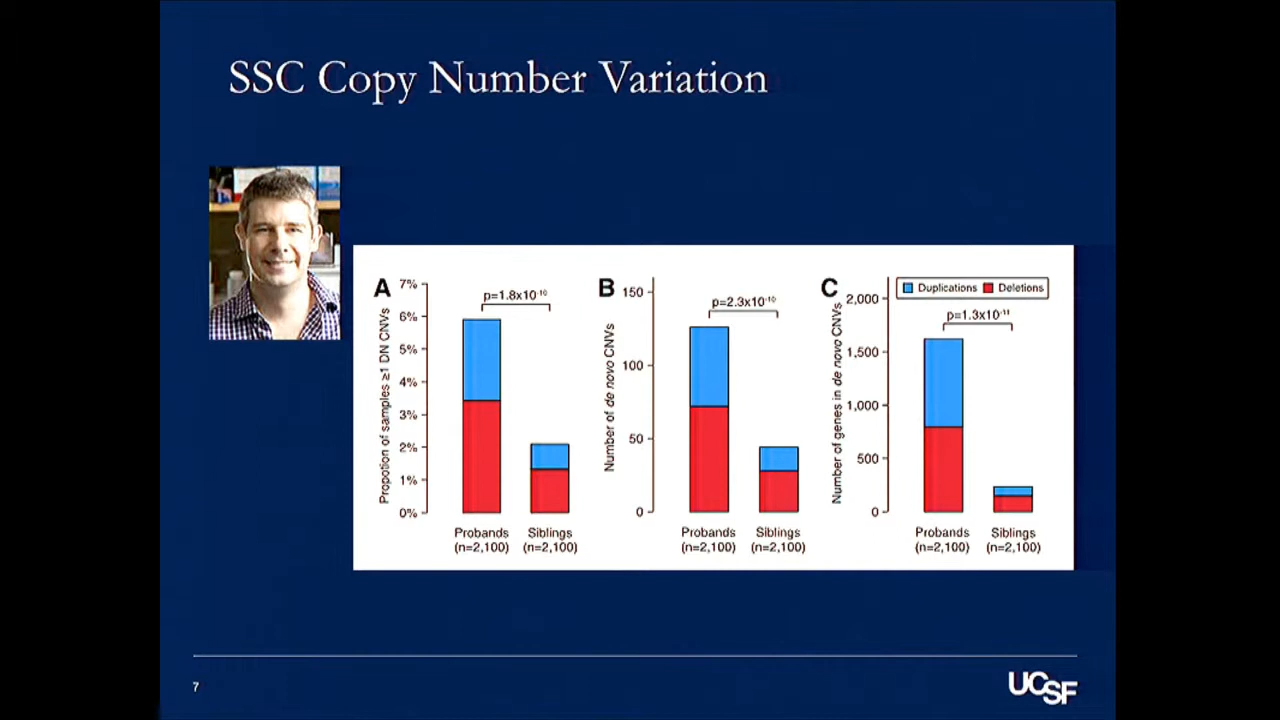 SSC Copy Number Variation
A
Propotion of samples ≥1 DN CNVs
7%
6%
5%
4%
3%
2%
1%
0%
p=1.8x10⁻¹⁰
Probands
(n=2,100)
Siblings
(n=2,100)
B
Number of de novo CNVs
150
100
50
0
p=2.3x10⁻¹⁰
Probands
(n=2,100)
Siblings
(n=2,100)
C
Number of genes in de novo CNVs
2,000
1,500
1,000
500
0
Duplications
Deletions
p=1.3x10⁻¹¹
Probands
(n=2,100)
Siblings
(n=2,100)
7
UCSF